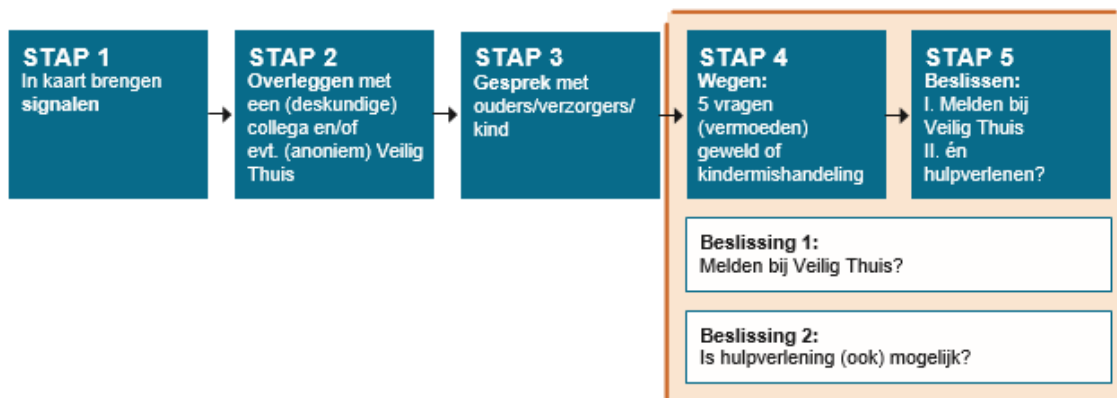 STAP 1
In kaart brengen
signalen
STAP 2
Overleggen met
een (deskundige)
collega en/of
evt. (anoniem) Veilig
Thuis
STAP 3
Gesprek met
ouders/verzorgers/
kind
STAP 4
Wegen:
5 vragen
(vermoeden)
geweld of
kindermishandeling
STAP 5
Beslissen:
I. Melden bij
Veilig Thuis
II. én
hulpverlenen?
Beslissing 1:
Melden bij Veilig Thuis?
Beslissing 2:
Is hulpverlening (ook) mogelijk?